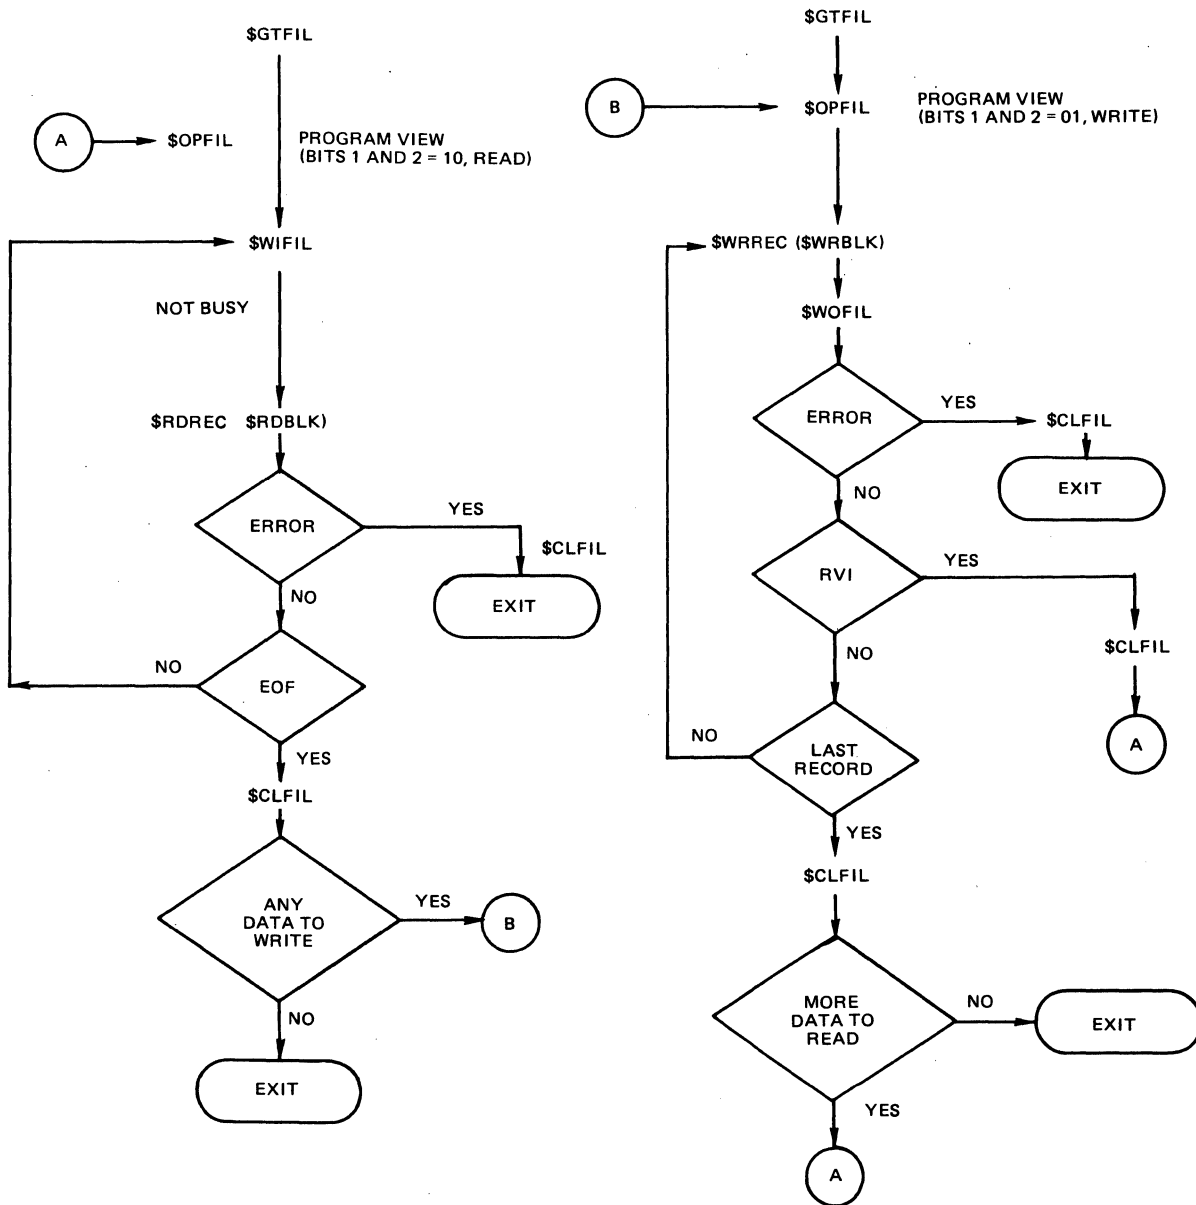 $GTFIL
A
$OPFIL
PROGRAM VIEW
(BITS 1 AND 2 = 10, READ)
$WIFIL
NOT BUSY
$RDREC $RDBLK)
ERROR
YES
$CLFIL
EXIT
NO
EOF
NO
YES
$CLFIL
ANY
DATA TO
WRITE
YES
B
NO
EXIT
$GTFIL
B
$OPFIL
PROGRAM VIEW
(BITS 1 AND 2 = 01, WRITE)
$WRREC ($WRBLK)
$WOFIL
ERROR
YES
$CLFIL
EXIT
NO
RVI
YES
$CLFIL
A
NO
LAST
RECORD
NO
YES
$CLFIL
MORE
DATA TO
READ
NO
EXIT
YES
A